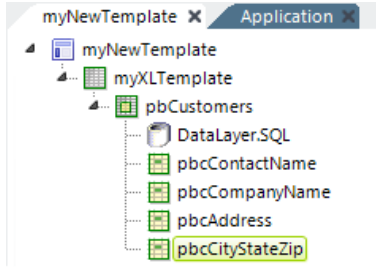 myNewTemplate Application
myNewTemplate
myXLTemplate
pbCustomers
DataLayer.SQL
pbcContactName
pbcCompanyName
pbcAddress
pbcCityStateZip